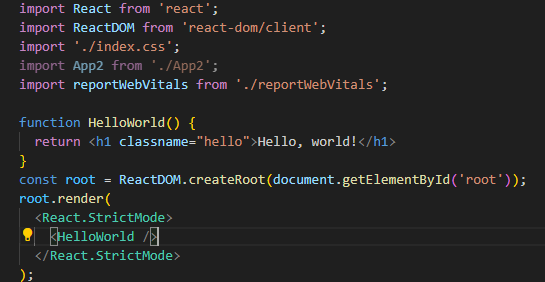 import React from 'react';
import ReactDOM from 'react-dom/client';
import './index.css';
import App2 from './App2';
import reportWebVitals from './reportWebVitals';

function HelloWorld() {
  return <h1 classname="hello">Hello, world!</h1>
}
const root = ReactDOM.createRoot(document.getElementById('root'));
root.render(
  <React.StrictMode>
    <HelloWorld />
  </React.StrictMode>
);